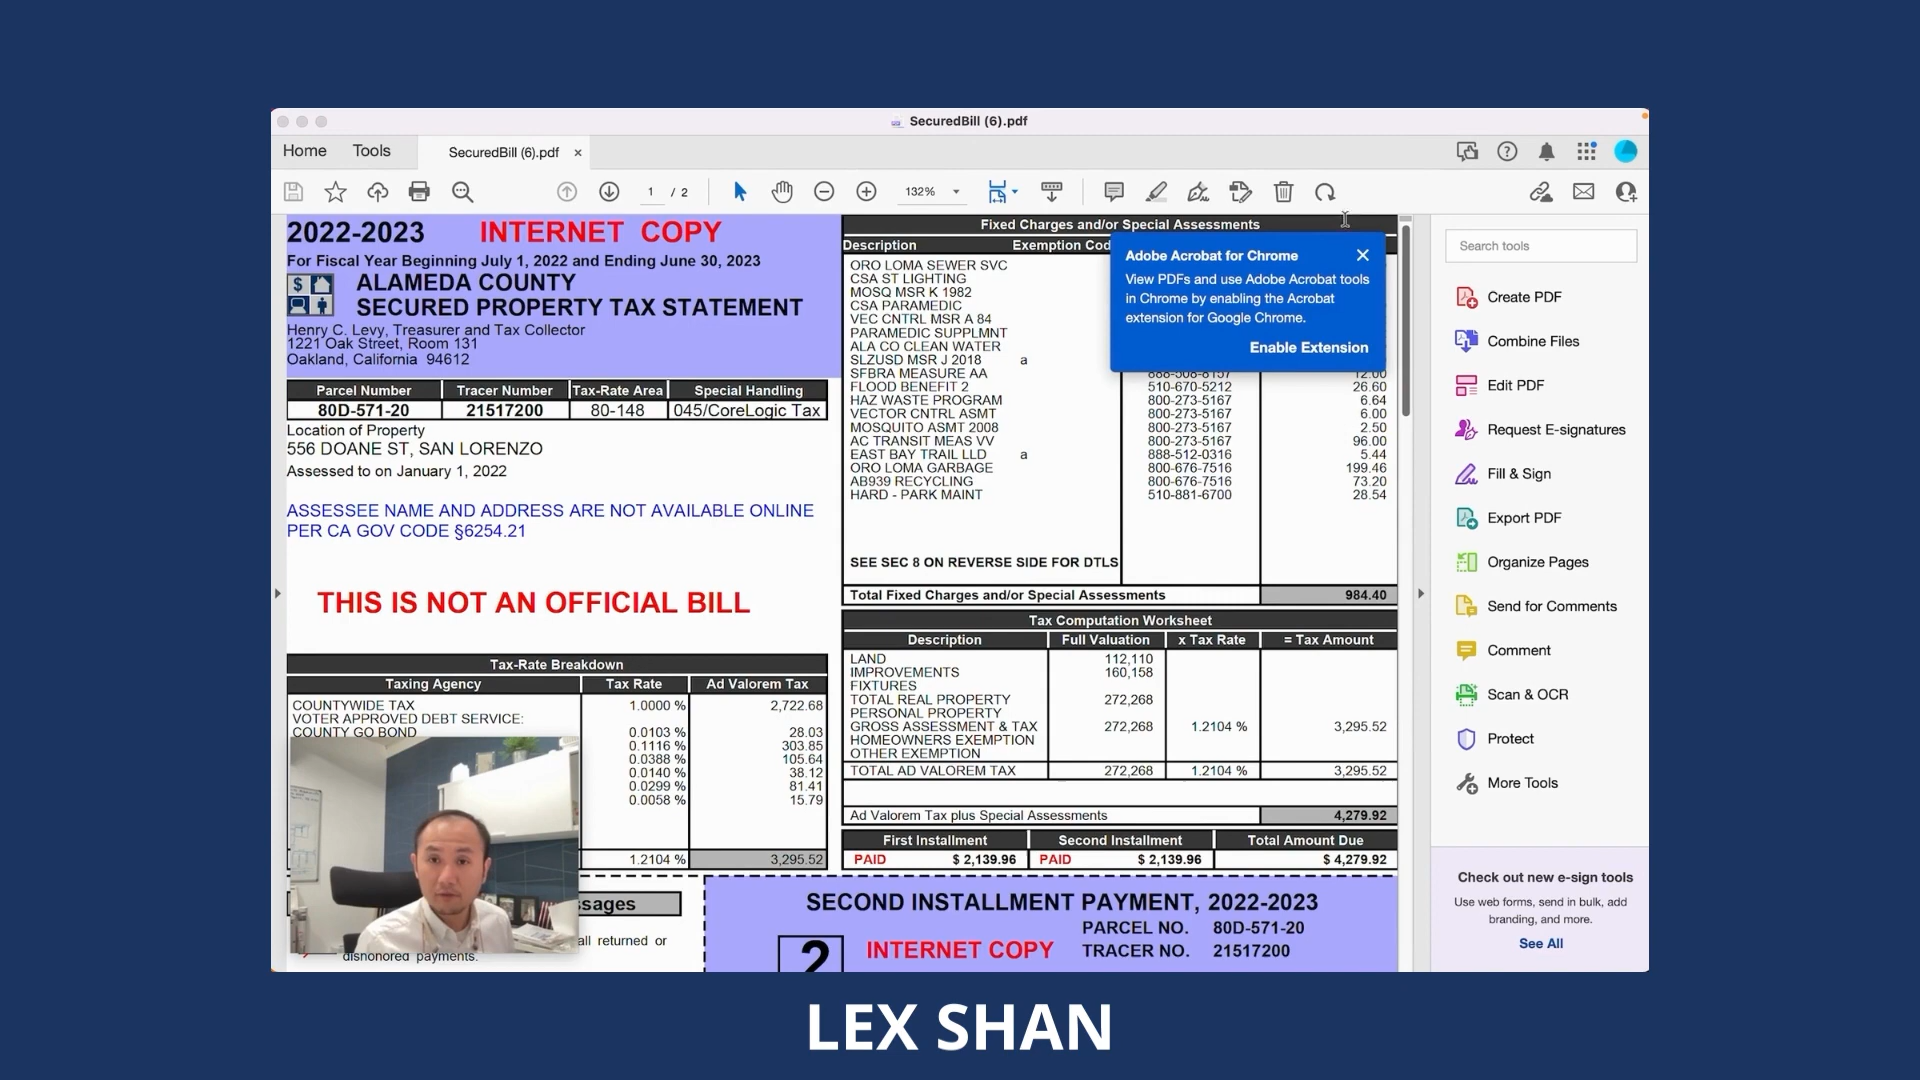 SecuredBill (6).pdf
Home Tools SecuredBill (6).pdf ×
1 / 2 132%
2022-2023 INTERNET COPY
For Fiscal Year Beginning July 1, 2022 and Ending June 30, 2023
ALAMEDA COUNTY
SECURED PROPERTY TAX STATEMENT
Henry C. Levy, Treasurer and Tax Collector
1221 Oak Street, Room 131
Oakland, California 94612
Parcel Number Tracer Number Tax-Rate Area Special Handling
80D-571-20 21517200 80-148 045/CoreLogic Tax
Location of Property
556 DOANE ST, SAN LORENZO
Assessed to on January 1, 2022
ASSESSEE NAME AND ADDRESS ARE NOT AVAILABLE ONLINE
PER CA GOV CODE §6254.21
THIS IS NOT AN OFFICIAL BILL
Tax-Rate Breakdown
Taxing Agency Tax Rate Ad Valorem Tax
COUNTYWIDE TAX 1.0000 % 2,722.68
VOTER APPROVED DEBT SERVICE:
COUNTY GO BOND 0.0103 % 28.03
0.1116 % 303.85
0.0388 % 105.64
0.0140 % 38.12
0.0299 % 81.41
0.0058 % 15.79
1.2104 % 3,295.52
ssages
all returned or
dishonored payments.
Fixed Charges and/or Special Assessments
Description Exemption Cod
ORO LOMA SEWER SVC
CSA ST LIGHTING
MOSQ MSR K 1982
CSA PARAMEDIC
VEC CNTRL MSR A 84
PARAMEDIC SUPPLMNT
ALA CO CLEAN WATER
SLZUSD MSR J 2018 a
SFBRA MEASURE AA 888-508-8157 12.00
FLOOD BENEFIT 2 510-670-5212 26.60
HAZ WASTE PROGRAM 800-273-5167 6.64
VECTOR CNTRL ASMT 800-273-5167 6.00
MOSQUITO ASMT 2008 800-273-5167 2.50
AC TRANSIT MEAS VV 800-273-5167 96.00
EAST BAY TRAIL LLD a 888-512-0316 5.44
ORO LOMA GARBAGE 800-676-7516 199.46
AB939 RECYCLING 800-676-7516 73.20
HARD - PARK MAINT 510-881-6700 28.54
SEE SEC 8 ON REVERSE SIDE FOR DTLS
Total Fixed Charges and/or Special Assessments 984.40
Tax Computation Worksheet
Description Full Valuation x Tax Rate = Tax Amount
LAND 112,110
IMPROVEMENTS 160,158
FIXTURES
TOTAL REAL PROPERTY 272,268
PERSONAL PROPERTY
GROSS ASSESSMENT & TAX 272,268 1.2104 % 3,295.52
HOMEOWNERS EXEMPTION
OTHER EXEMPTION
TOTAL AD VALOREM TAX 272,268 1.2104 % 3,295.52
Ad Valorem Tax plus Special Assessments 4,279.92
First Installment Second Installment Total Amount Due
PAID $ 2,139.96 PAID $ 2,139.96 $ 4,279.92
SECOND INSTALLMENT PAYMENT, 2022-2023
PARCEL NO. 80D-571-20
2 INTERNET COPY TRACER NO. 21517200
Adobe Acrobat for Chrome
View PDFs and use Adobe Acrobat tools
in Chrome by enabling the Acrobat
extension for Google Chrome.
Enable Extension
Search tools
Create PDF
Combine Files
Edit PDF
Request E-signatures
Fill & Sign
Export PDF
Organize Pages
Send for Comments
Comment
Scan & OCR
Protect
More Tools
Check out new e-sign tools
Use web forms, send in bulk, add
branding, and more.
See All
LEX SHAN